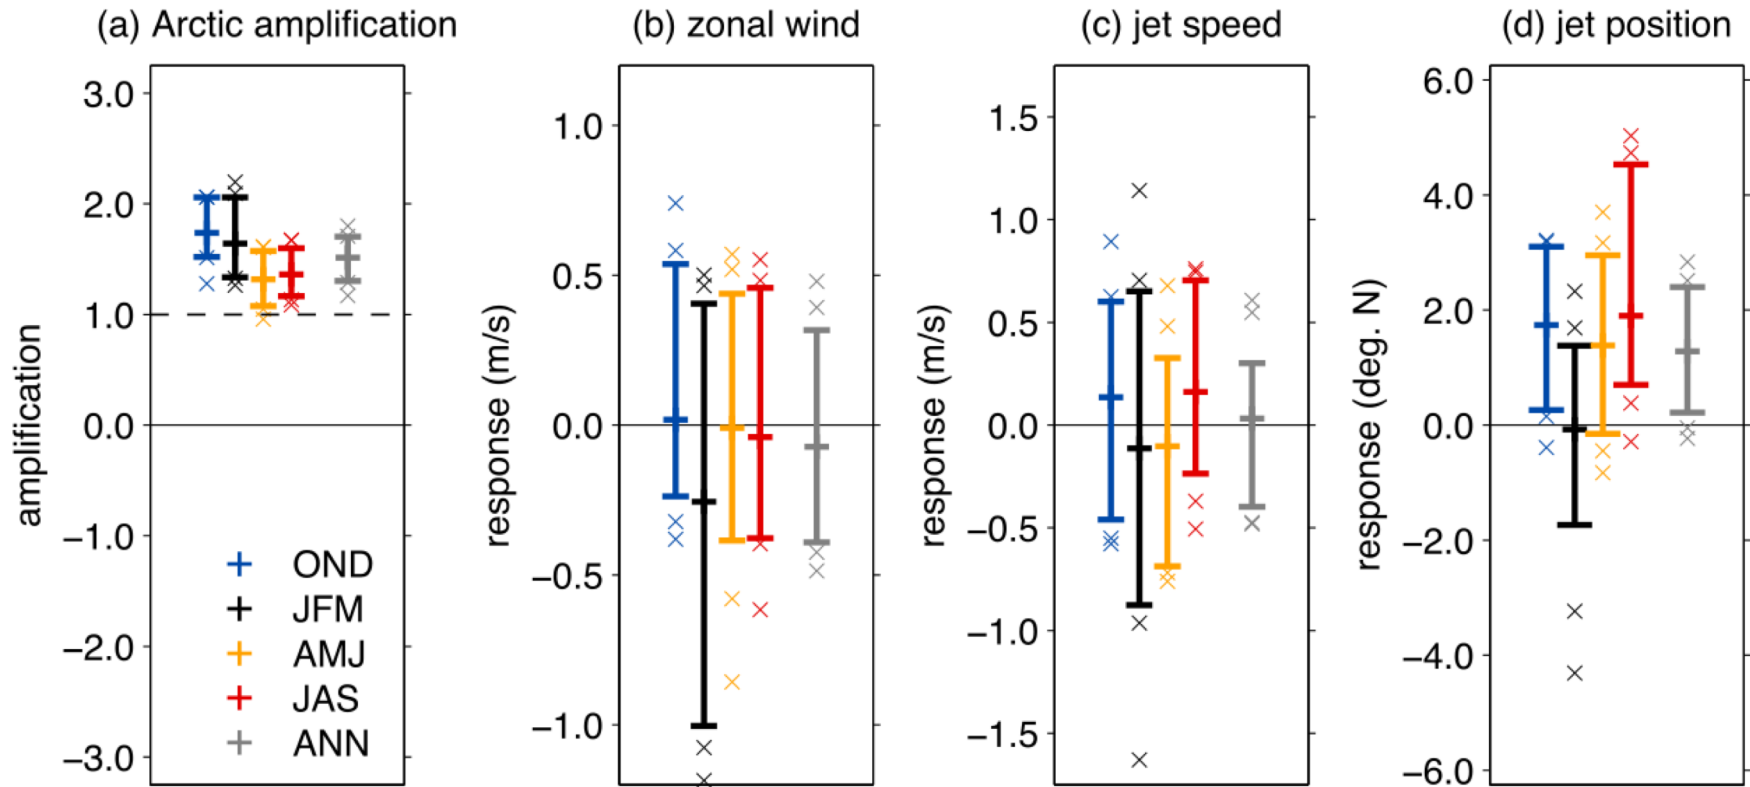 (a) Arctic amplification
3.0
2.0
1.0
0.0
−1.0
−2.0
−3.0
amplification
OND
JFM
AMJ
JAS
ANN
(b) zonal wind
1.0
0.5
0.0
−0.5
−1.0
response (m/s)
(c) jet speed
1.5
1.0
0.5
0.0
−0.5
−1.0
−1.5
response (m/s)
(d) jet position
6.0
4.0
2.0
0.0
−2.0
−4.0
−6.0
response (deg. N)